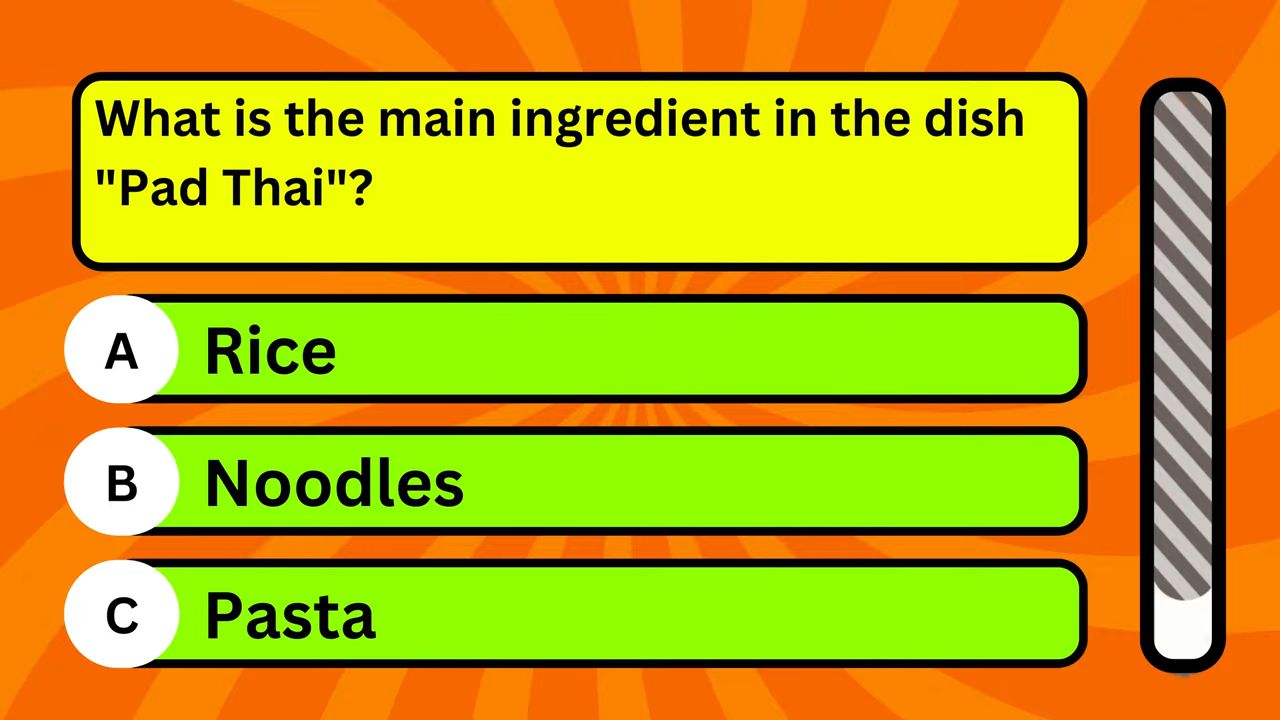 What is the main ingredient in the dish
"Pad Thai"?
A Rice
B Noodles
C Pasta